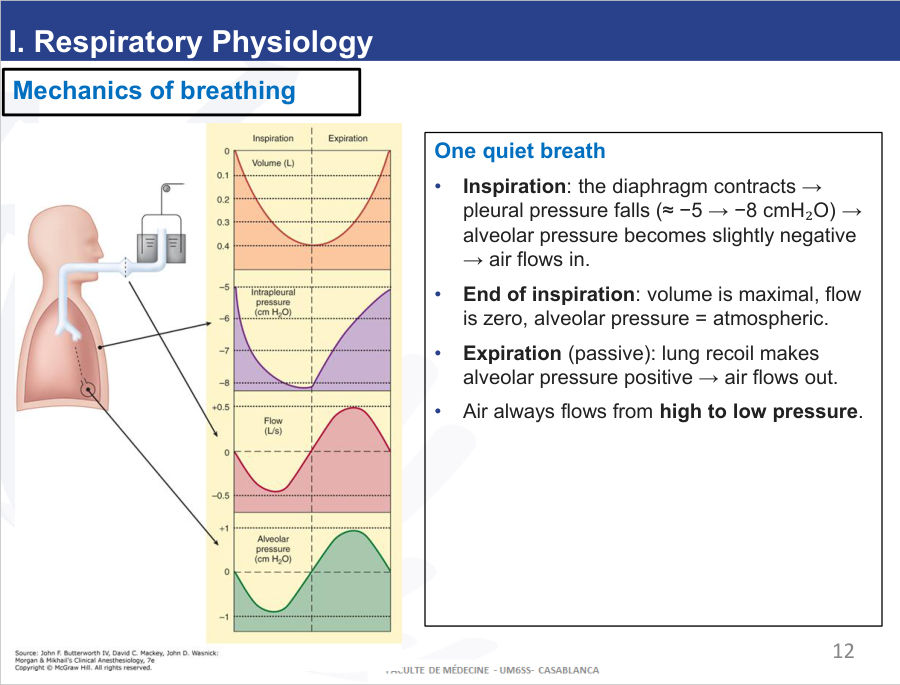 I. Respiratory Physiology
Mechanics of breathing
Inspiration Expiration
0
Volume (L)
0.1
0.2
0.3
0.4
–5
Intrapleural
pressure
(cm H₂O)
–6
–7
–8
+0.5
Flow
(L/s)
0
–0.5
+1
Alveolar
pressure
(cm H₂O)
0
–1
One quiet breath
• Inspiration: the diaphragm contracts →
pleural pressure falls (≈ −5 → −8 cmH₂O) →
alveolar pressure becomes slightly negative
→ air flows in.
• End of inspiration: volume is maximal, flow
is zero, alveolar pressure = atmospheric.
• Expiration (passive): lung recoil makes
alveolar pressure positive → air flows out.
• Air always flows from high to low pressure.
Source: John F. Butterworth IV, David C. Mackey, John D. Wasnick:
Morgan & Mikhail's Clinical Anesthesiology, 7e
Copyright © McGraw Hill. All rights reserved.
12
FACULTE DE MÉDECINE - UM6SS- CASABLANCA